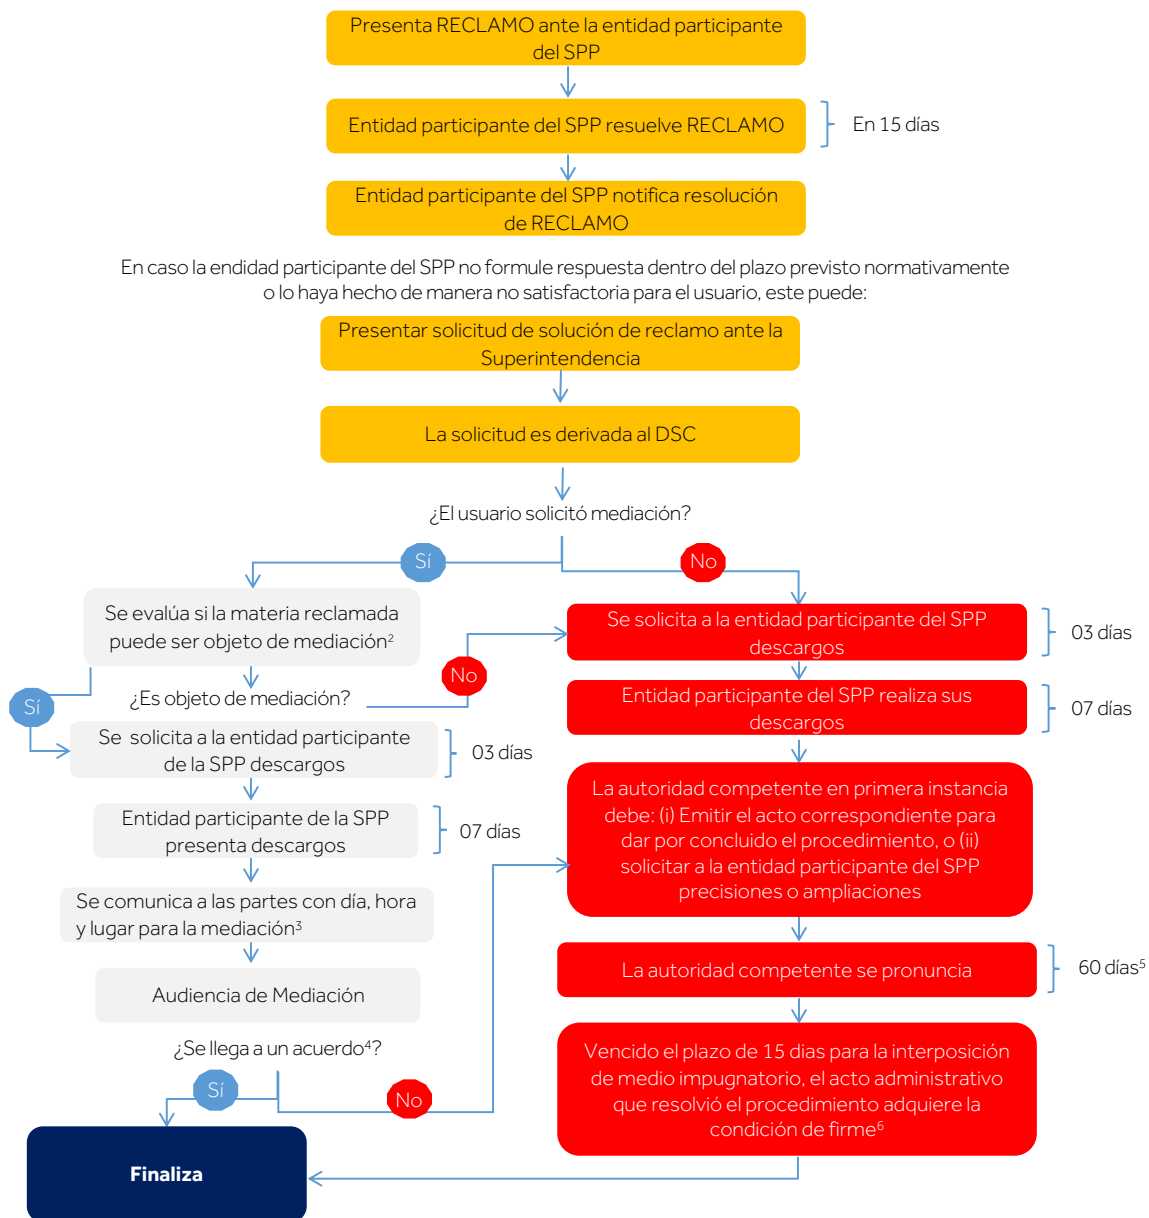 Presenta RECLAMO ante la entidad participante
del SPP
Entidad participante del SPP resuelve RECLAMO
En 15 días
Entidad participante del SPP notifica resolución
de RECLAMO
En caso la endidad participante del SPP no formule respuesta dentro del plazo previsto normativamente
o lo haya hecho de manera no satisfactoria para el usuario, este puede:
Presentar solicitud de solución de reclamo ante la
Superintendencia
La solicitud es derivada al DSC
¿El usuario solicitó mediación?
Sí
No
Se evalúa si la materia reclamada
puede ser objeto de mediación²
Se solicita a la entidad participante del SPP
descargos
03 días
No
¿Es objeto de mediación?
Sí
Entidad participante del SPP realiza sus
descargos
07 días
Se solicita a la entidad participante
de la SPP descargos
03 días
Entidad participante de la SPP
presenta descargos
07 días
La autoridad competente en primera instancia
debe: (i) Emitir el acto correspondiente para
dar por concluido el procedimiento, o (ii)
solicitar a la entidad participante del SPP
precisiones o ampliaciones
Se comunica a las partes con día, hora
y lugar para la mediación³
Audiencia de Mediación
La autoridad competente se pronuncia
60 días⁵
¿Se llega a un acuerdo⁴?
Sí
No
Vencido el plazo de 15 dias para la interposición
de medio impugnatorio, el acto administrativo
que resolvió el procedimiento adquiere la
condición de firme⁶
Finaliza